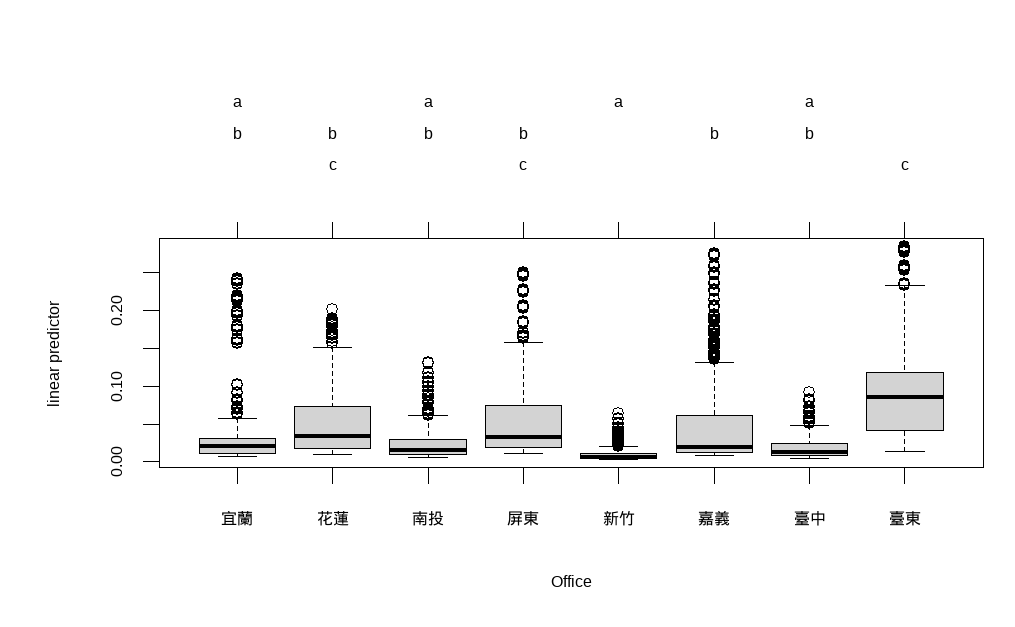 a a a a
b b b b b b
c c c
linear predictor
0.20
0.10
0.00
宜蘭 花蓮 南投 屏東 新竹 嘉義 臺中 臺東
Office